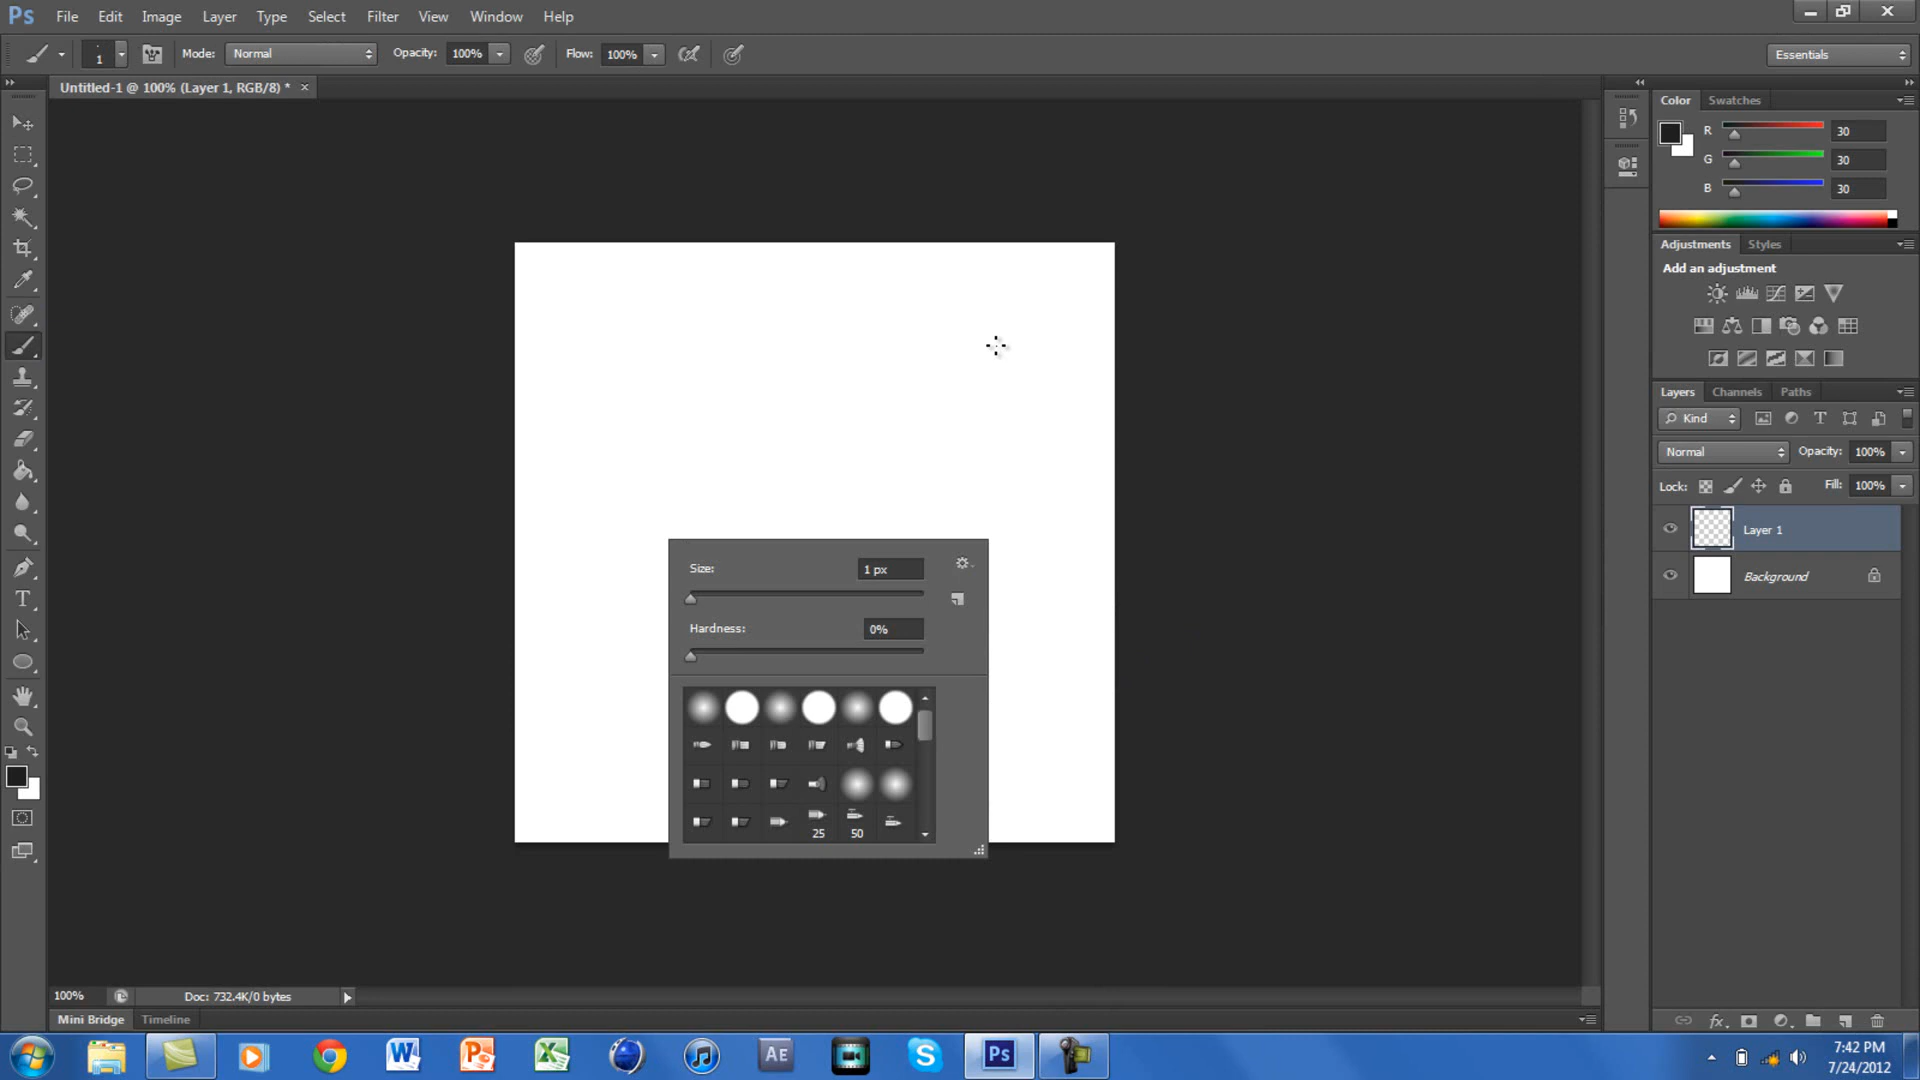 Ps File Edit Image Layer Type Select Filter View Window Help
1 Mode: Normal Opacity: 100% Flow: 100% Essentials
Untitled-1 @ 100% (Layer 1, RGB/8) * ×
Color Swatches
R 30
G 30
B 30
Adjustments Styles
Add an adjustment
Layers Channels Paths
Kind
Normal Opacity: 100%
Lock: Fill: 100%
Layer 1
Background
Size: 1 px
Hardness: 0%
25 50
100% Doc: 732.4K/0 bytes
fx
Mini Bridge Timeline
AE Ps
7:42 PM
7/24/2012